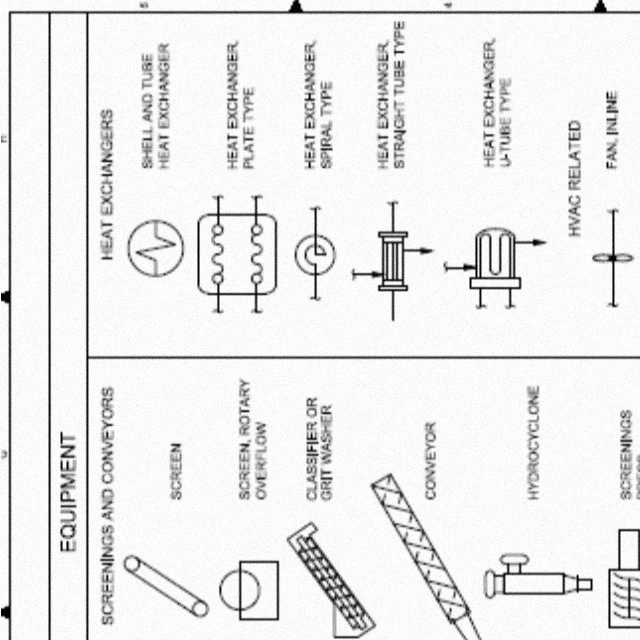 EQUIPMENT
SCREENINGS AND CONVEYORS
SCREEN
SCREEN, ROTARY
OVERFLOW
CLASSIFIER OR
GRIT WASHER
CONVEYOR
HYDROCYCLONE
SCREENINGS
HEAT EXCHANGERS
SHELL AND TUBE
HEAT EXCHANGER
HEAT EXCHANGER,
PLATE TYPE
HEAT EXCHANGER,
SPIRAL TYPE
HEAT EXCHANGER,
STRAIGHT TUBE TYPE
HEAT EXCHANGER,
U-TUBE TYPE
HVAC RELATED
FAN, INLINE
5
4